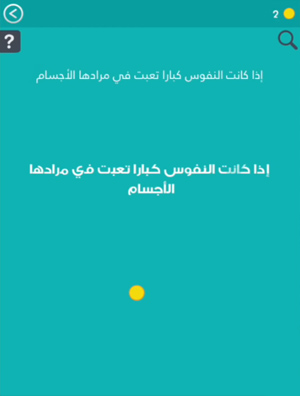 2
?
إذا كانت النفوس كبارا تعبت في مرادها الأجسام
إذا كانت النفوس كبارا تعبت في مرادها
الأجسام